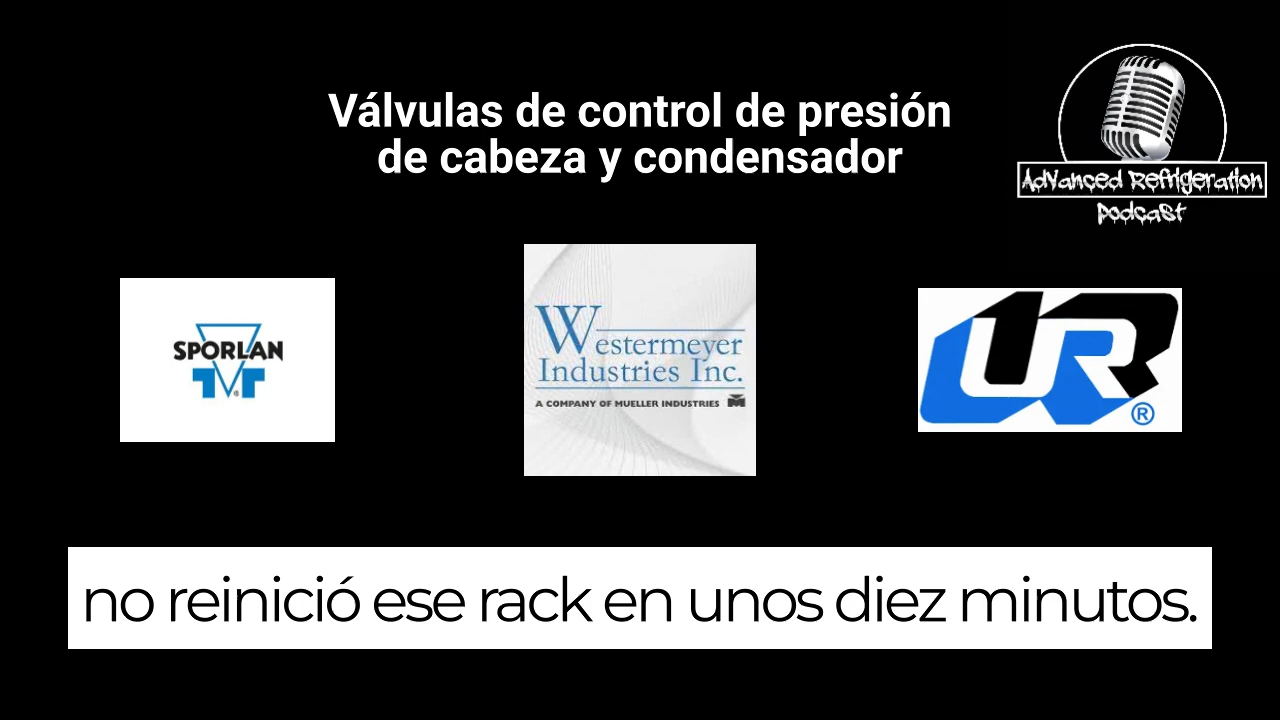 Válvulas de control de presión
de cabeza y condensador
Advanced Refrigeration
Podcast
SPORLAN
®
Westermeyer
Industries Inc.
A COMPANY OF MUELLER INDUSTRIES
UR
®
no reinició ese rack en unos diez minutos.